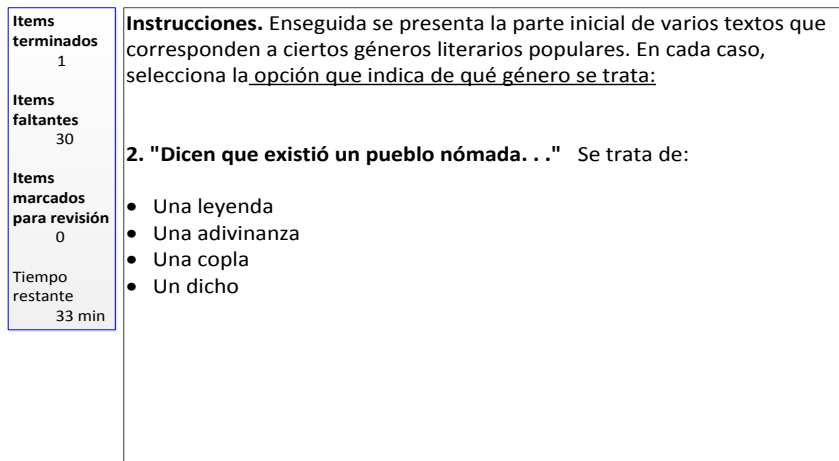 Items
terminados
1
Items
faltantes
30
Items
marcados
para revisión
0
Tiempo
restante
33 min
Instrucciones. Enseguida se presenta la parte inicial de varios textos que
corresponden a ciertos géneros literarios populares. En cada caso,
selecciona la opción que indica de qué género se trata:
2. "Dicen que existió un pueblo nómada. . ." Se trata de:
• Una leyenda
• Una adivinanza
• Una copla
• Un dicho